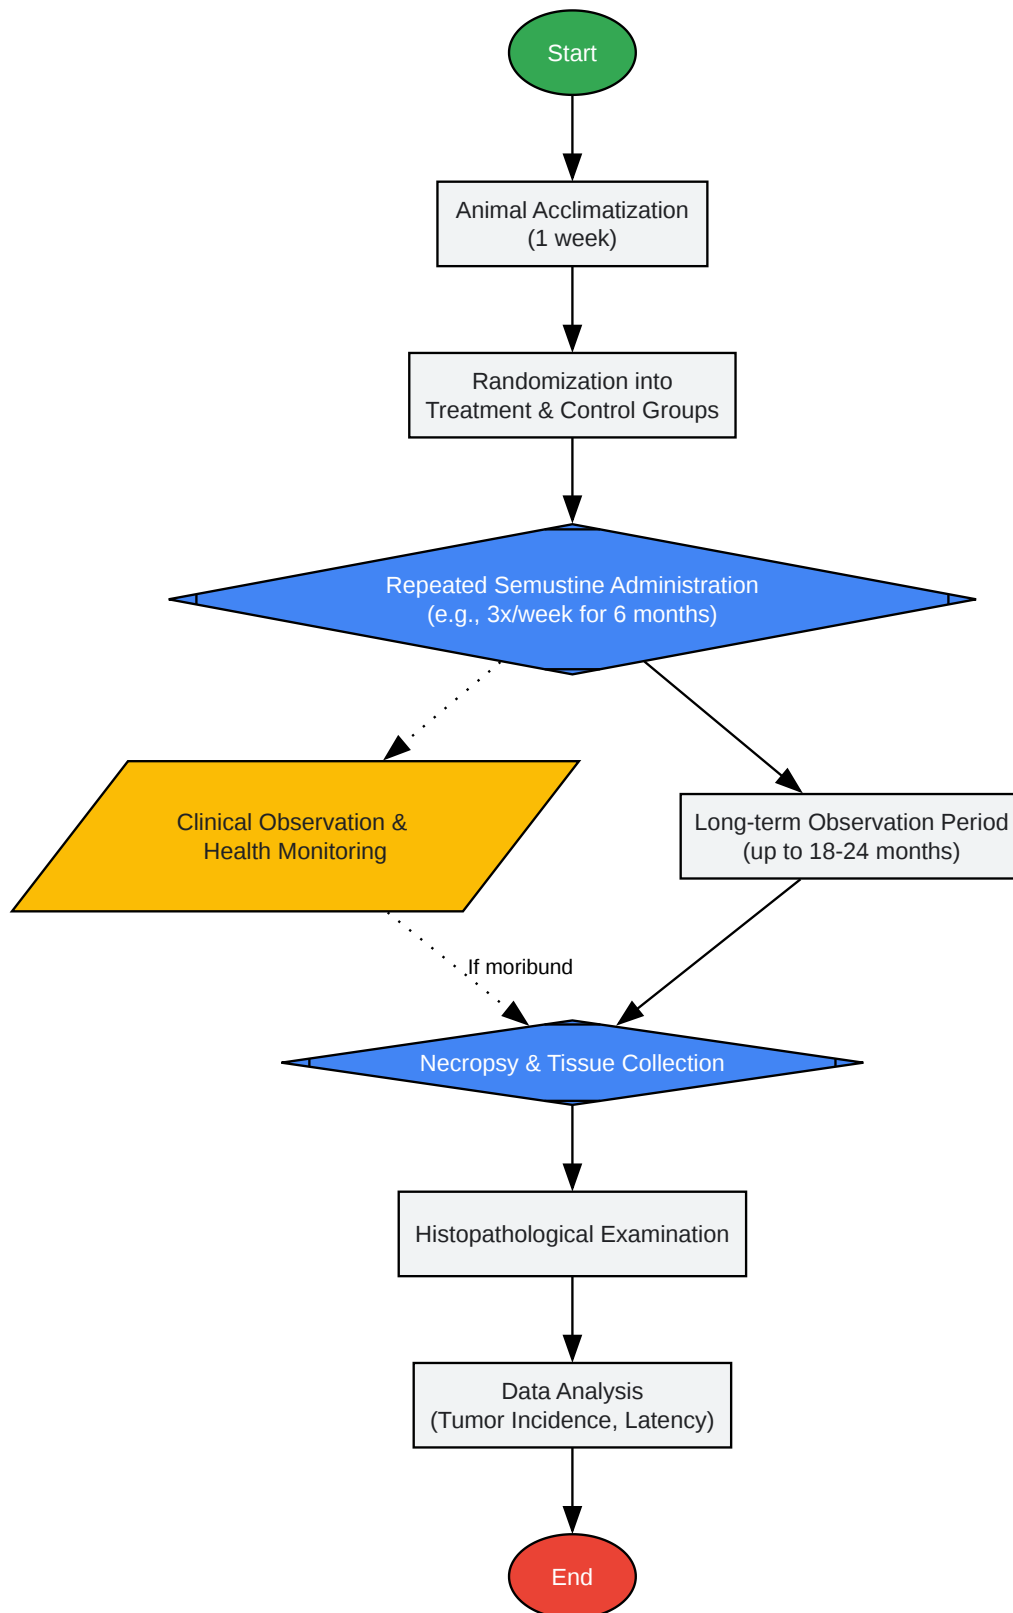 Start
Animal Acclimatization
(1 week)
Randomization into
Treatment & Control Groups
Repeated Semustine Administration
(e.g., 3x/week for 6 months)
Clinical Observation &
Health Monitoring
Long-term Observation Period
(up to 18-24 months)
If moribund
Necropsy & Tissue Collection
Histopathological Examination
Data Analysis
(Tumor Incidence, Latency)
End